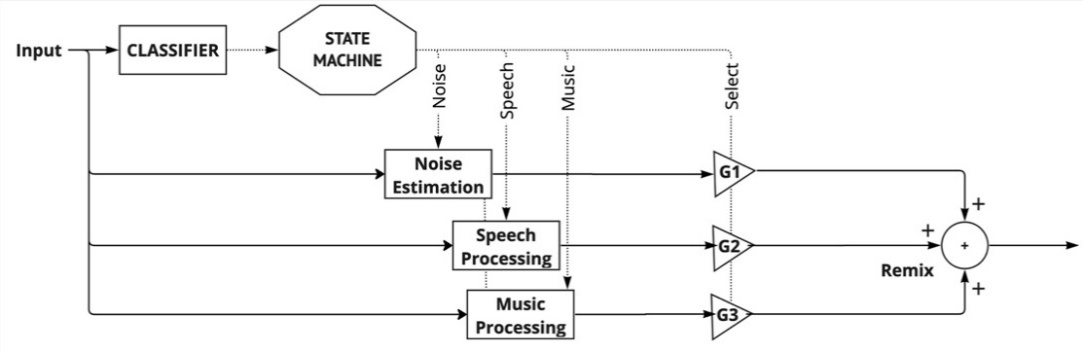 Input
CLASSIFIER
STATE
MACHINE
Noise
Speech
Music
Select
Noise
Estimation
G1
+
Speech
Processing
G2
+
+
Remix
+
Music
Processing
G3